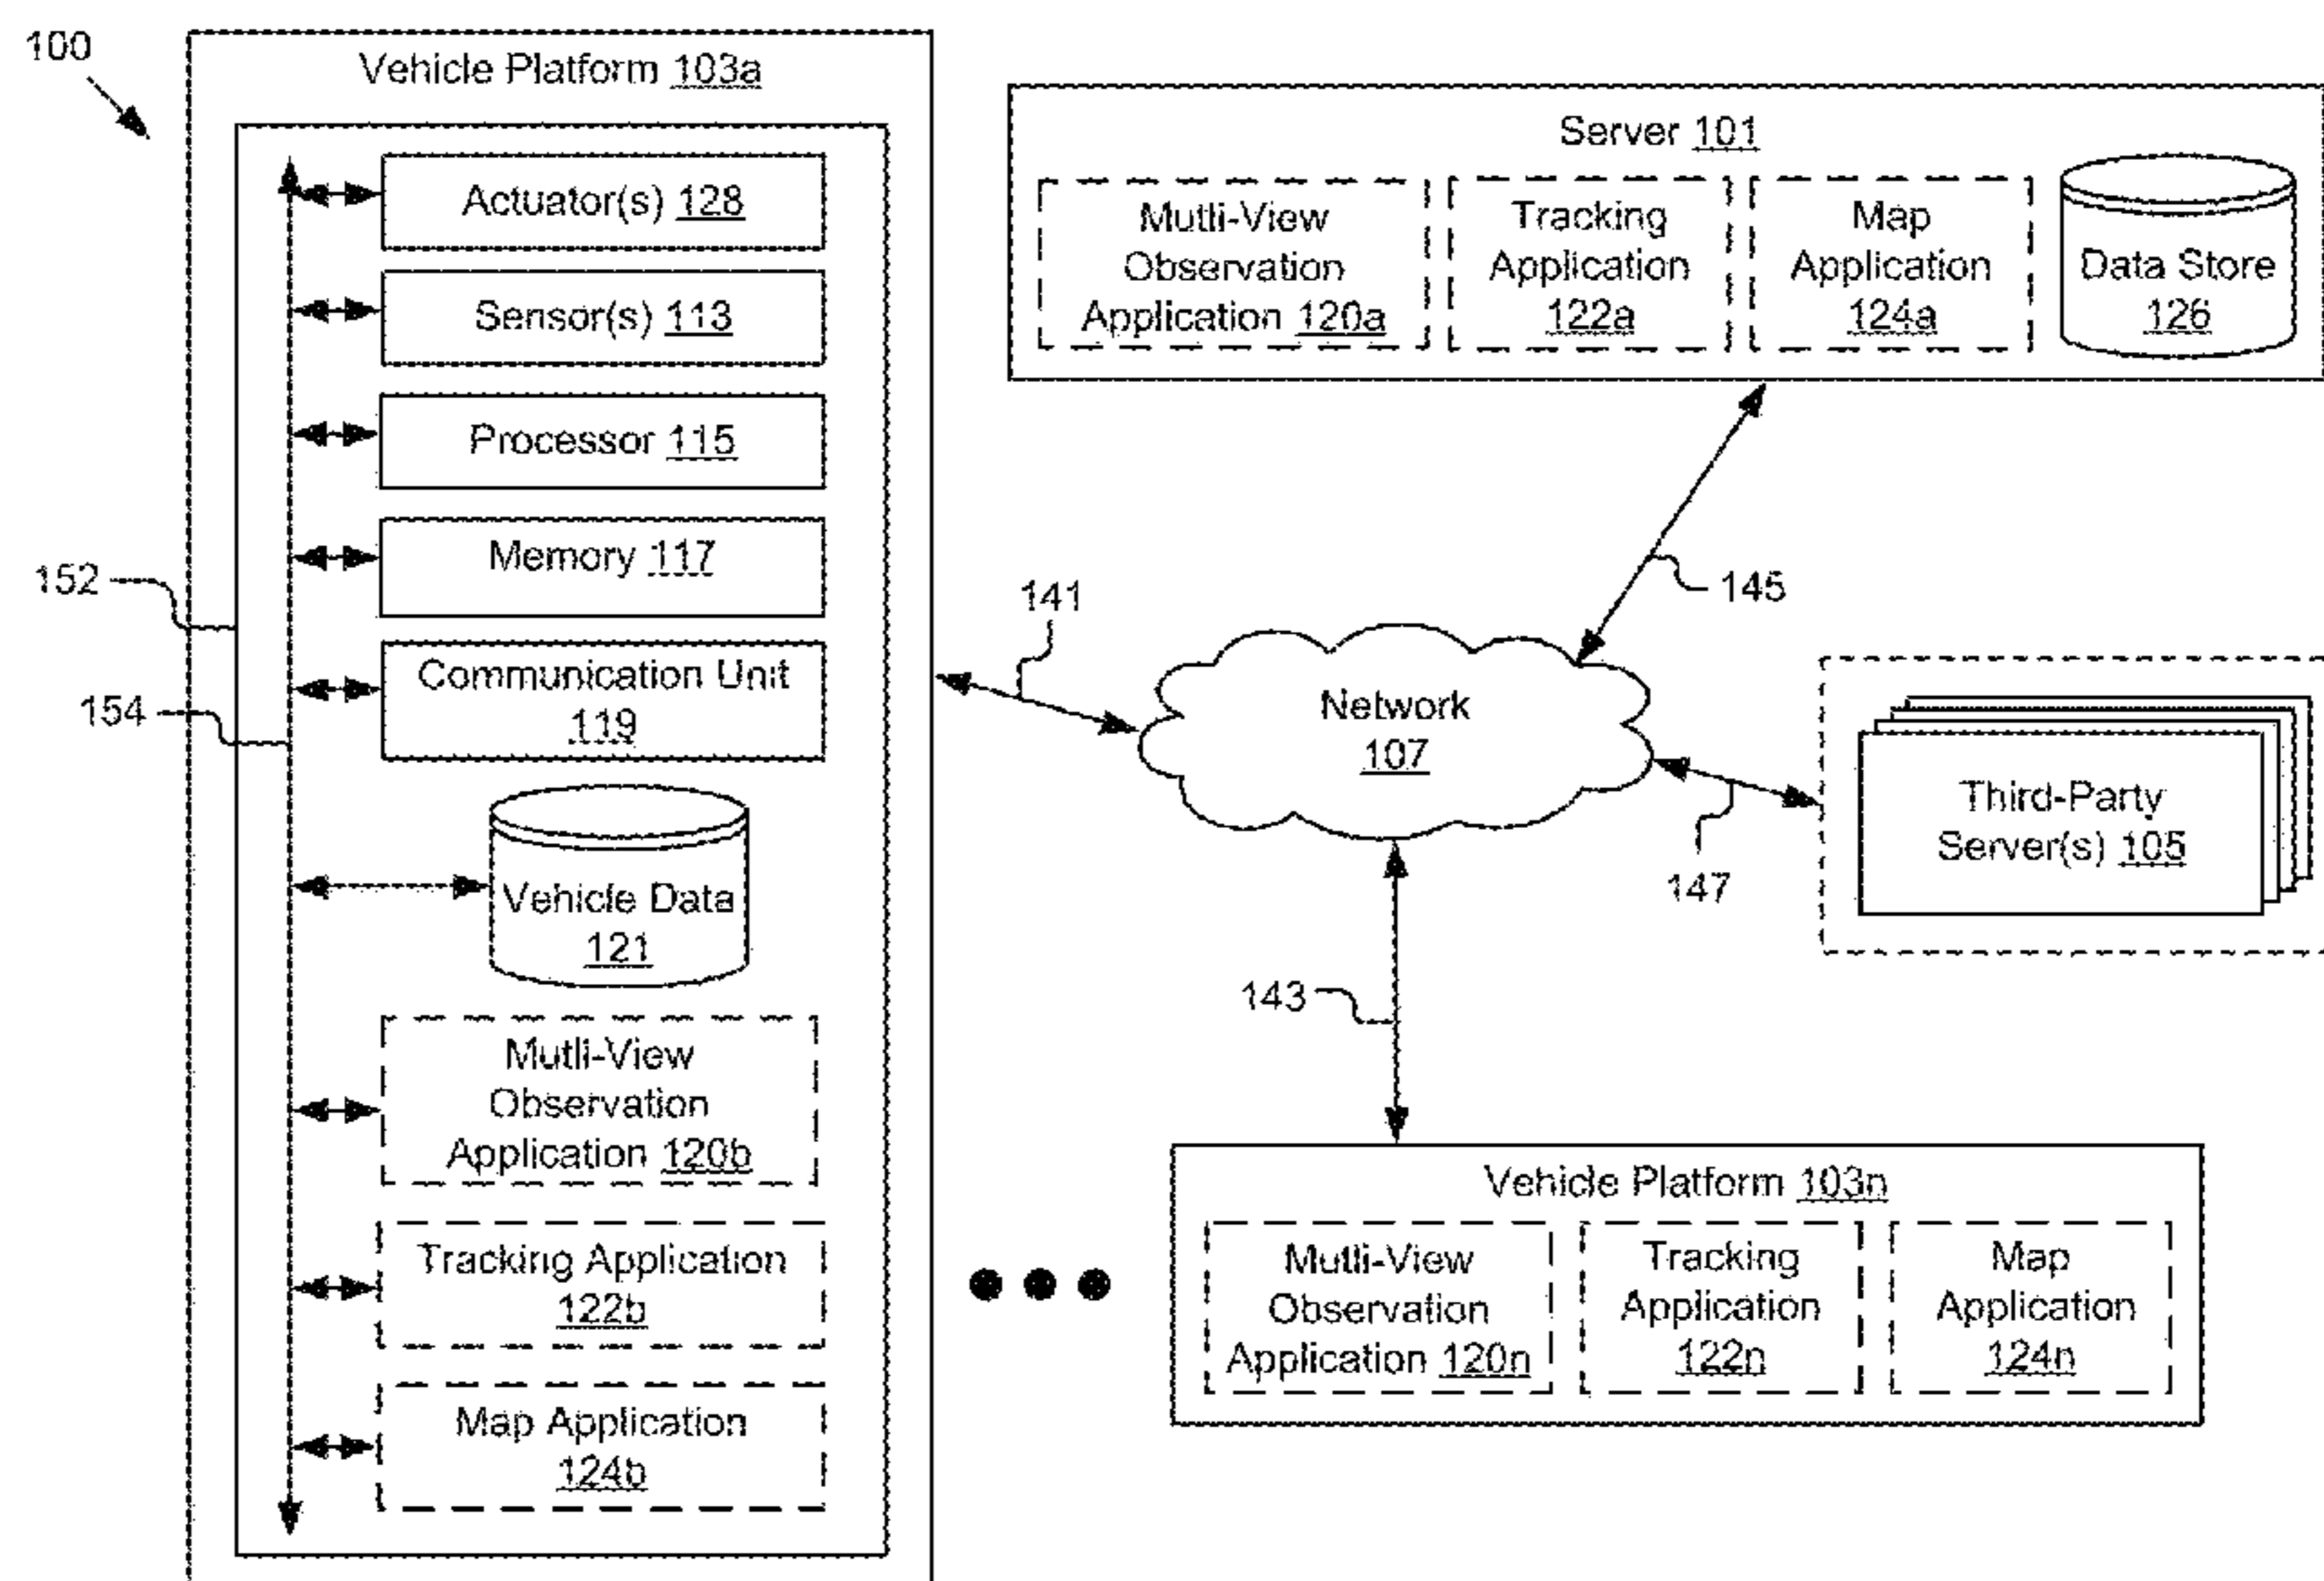 100
Vehicle Platform 103a
Actuator(s) 128
Sensor(s) 113
Processor 115
Memory 117
Communication Unit
119
Vehicle Data
121
Mutli-View
Observation
Application 120b
Tracking Application
122b
Map Application
124b
152
154
Server 101
Mutli-View
Observation
Application 120a
Tracking
Application
122a
Map
Application
124a
Data Store
126
141
145
Network
107
147
Third-Party
Server(s) 105
143
Vehicle Platform 103n
Mutli-View
Observation
Application 120n
Tracking
Application
122n
Map
Application
124n